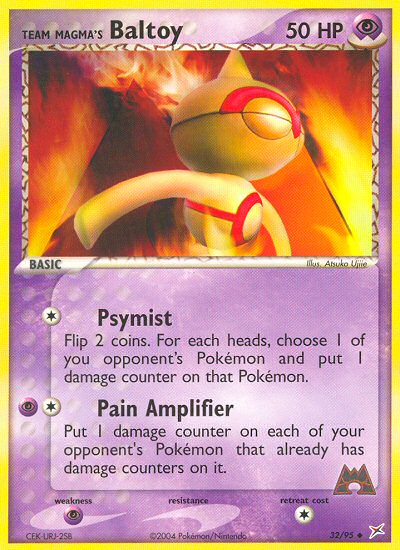 TEAM MAGMA'S Baltoy 50 HP
BASIC
Illus. Atsuko Ujiie
Psymist
Flip 2 coins. For each heads, choose 1 of
you opponent's Pokémon and put 1
damage counter on that Pokémon.
Pain Amplifier
Put 1 damage counter on each of your
opponent's Pokémon that already has
damage counters on it.
weakness resistance retreat cost
CEK-URJ-2SB ©2004 Pokémon/Nintendo 32/95